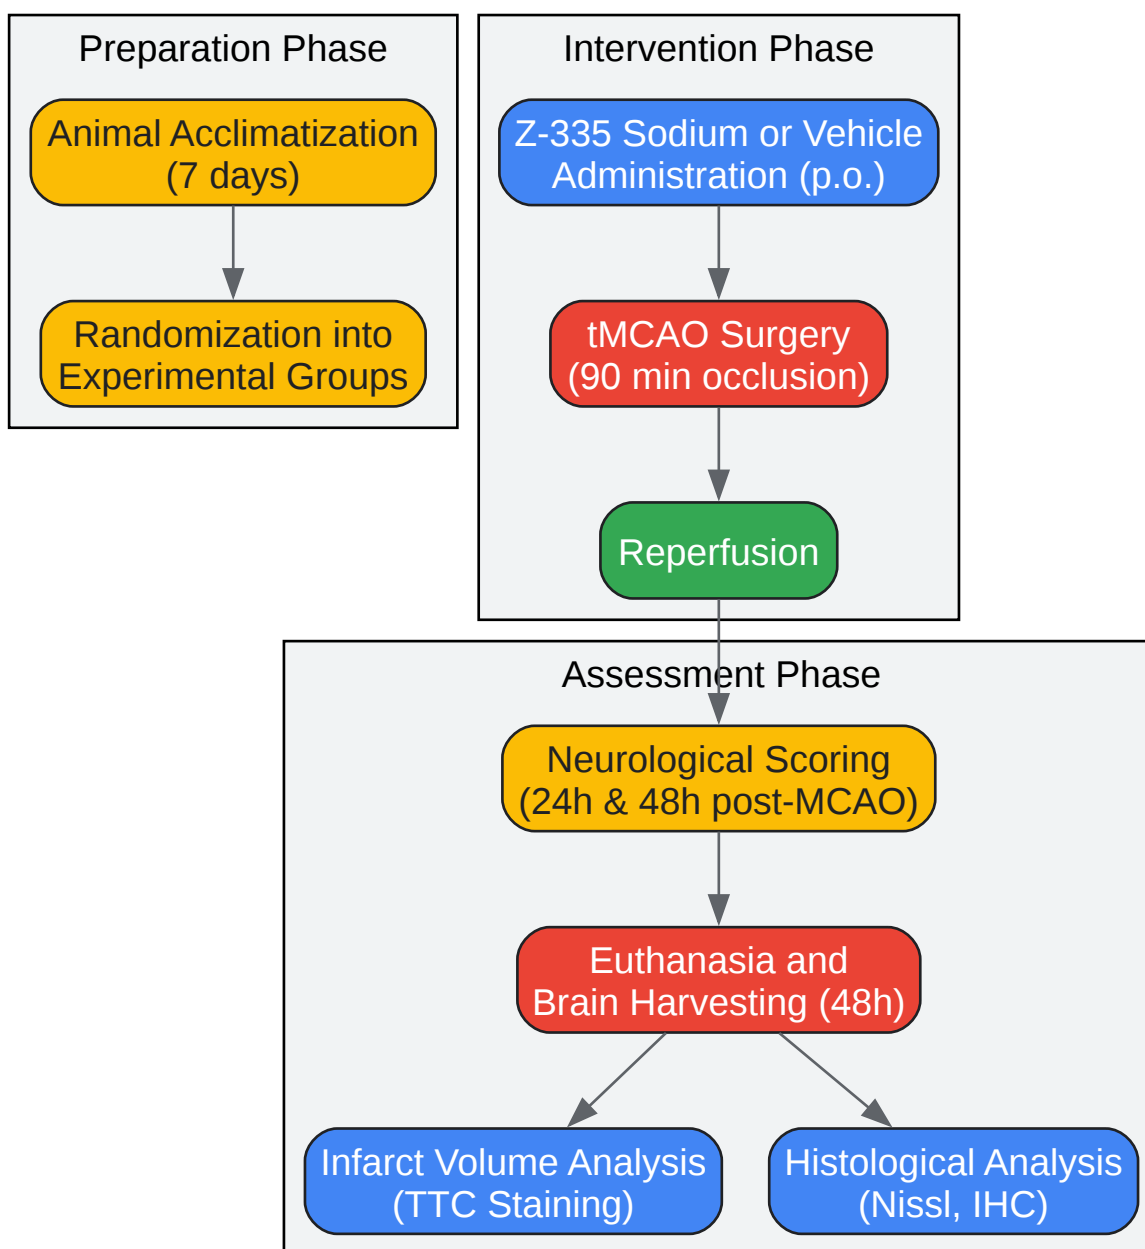 Preparation Phase
Animal Acclimatization
(7 days)
Randomization into
Experimental Groups
Intervention Phase
Z-335 Sodium or Vehicle
Administration (p.o.)
tMCAO Surgery
(90 min occlusion)
Reperfusion
Assessment Phase
Neurological Scoring
(24h & 48h post-MCAO)
Euthanasia and
Brain Harvesting (48h)
Infarct Volume Analysis
(TTC Staining)
Histological Analysis
(Nissl, IHC)